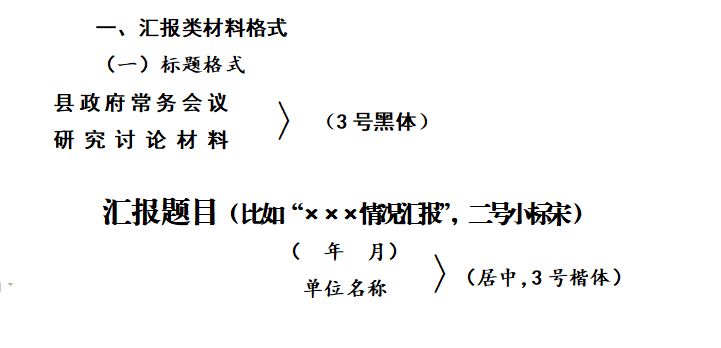 一、汇报类材料格式
（一）标题格式
县政府常务会议
研究讨论材料
（3号黑体）
汇报题目（比如“×××情况汇报”，二号小标宋）
（ 年 月）
单位名称
（居中，3号楷体）